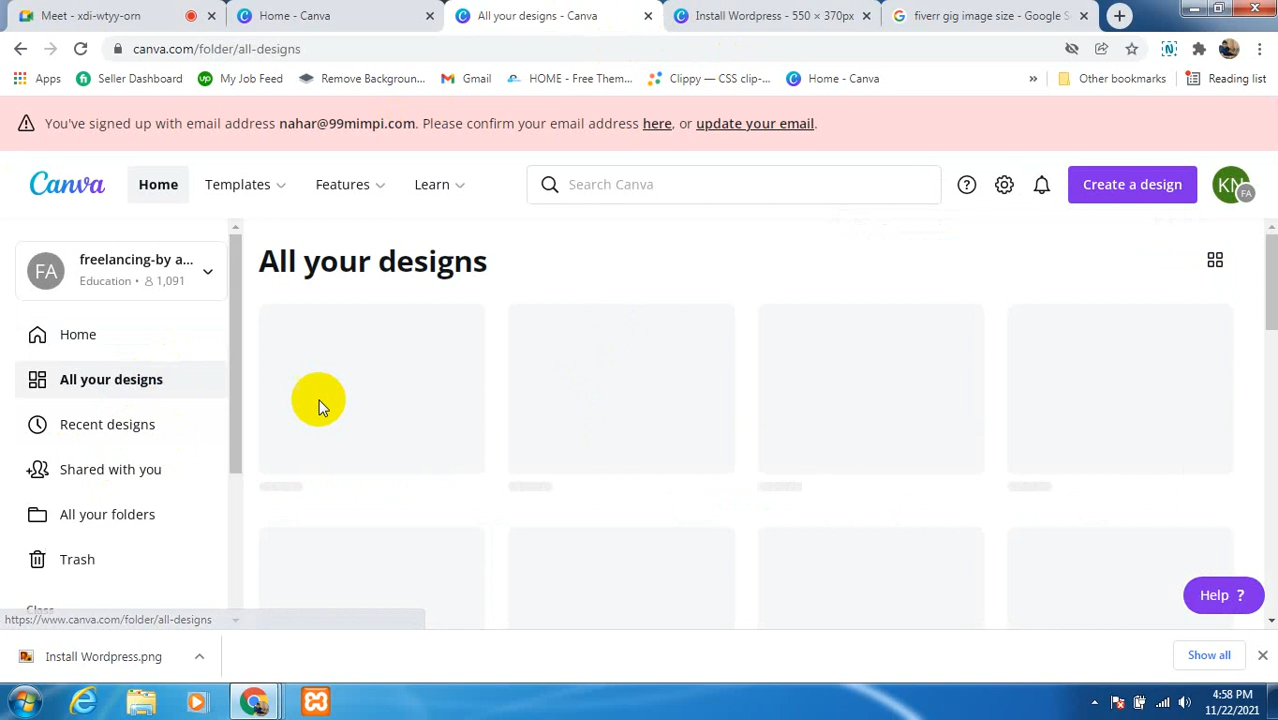 Meet - xdi-wtyy-orn
Home - Canva
All your designs - Canva
Install Wordpress - 550 × 370px
fiverr gig image size - Google S
canva.com/folder/all-designs
Apps
Seller Dashboard
My Job Feed
Remove Backgroun...
Gmail
HOME - Free Them...
Clippy — CSS clip-...
Home - Canva
»
Other bookmarks
Reading list
You've signed up with email address nahar@99mimpi.com. Please confirm your email address here, or update your email.
Canva
Home
Templates
Features
Learn
Search Canva
Create a design
KN
FA
FA
freelancing-by a...
Education • 1,091
All your designs
Home
All your designs
Recent designs
Shared with you
All your folders
Trash
Class
Help ?
https://www.canva.com/folder/all-designs
Install Wordpress.png
Show all
4:58 PM
11/22/2021